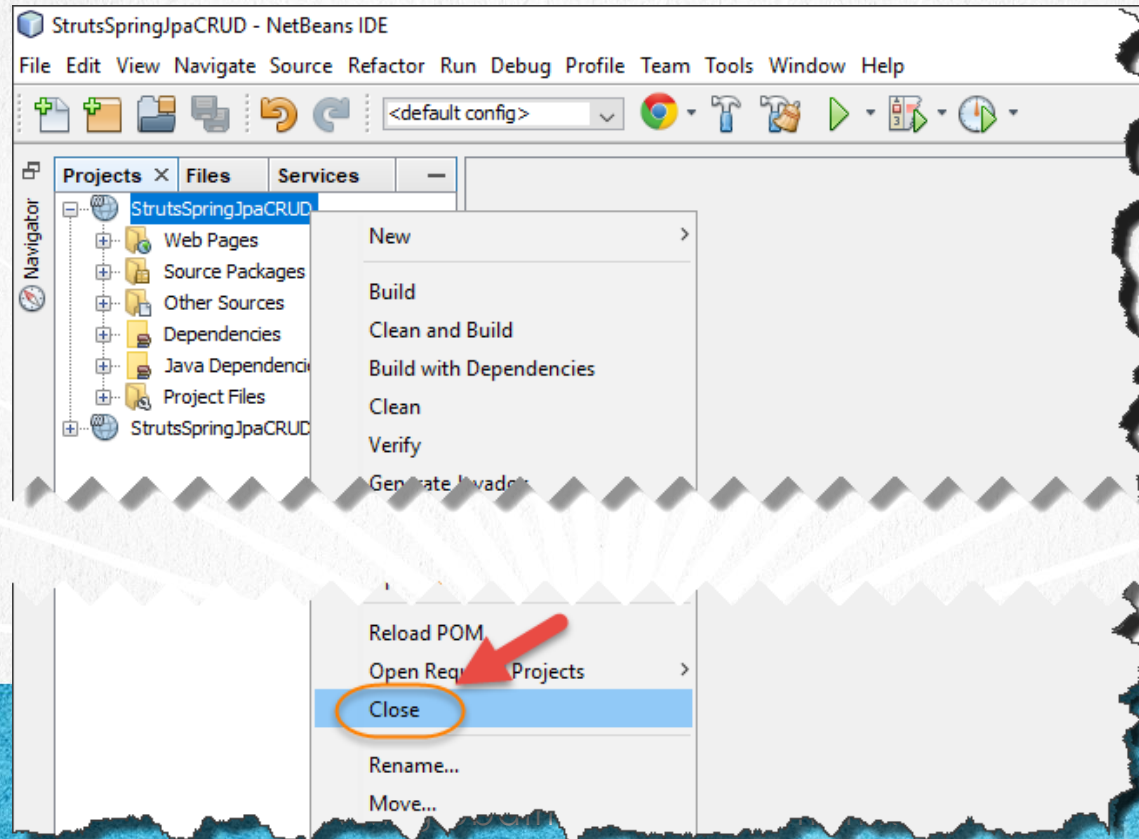 StrutsSpringJpaCRUD - NetBeans IDE
File Edit View Navigate Source Refactor Run Debug Profile Team Tools Window Help
<default config>
Projects Files Services
Navigator
StrutsSpringJpaCRUD
Web Pages
Source Packages
Other Sources
Dependencies
Java
Project Files
StrutsSpringJpaCRUD
New
Build
Clean and Build
Build with Dependencies
Clean
Verify
Reload POM
Open Projects
Close
Rename...
Move...